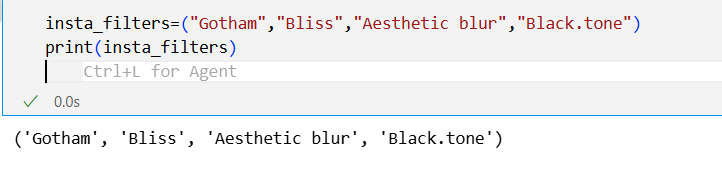 insta_filters=("Gotham","Bliss","Aesthetic blur","Black.tone")
print(insta_filters)
Ctrl+L for Agent
0.0s
('Gotham', 'Bliss', 'Aesthetic blur', 'Black.tone')